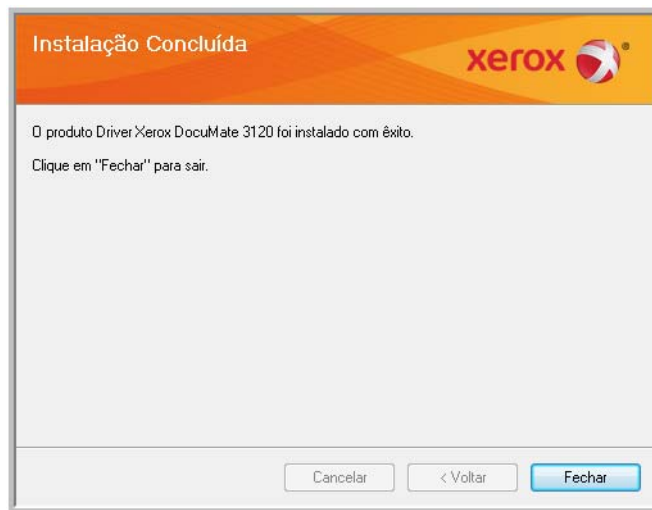 Instalação Concluída
xerox
O produto Driver Xerox DocuMate 3120 foi instalado com êxito.
Clique em "Fechar" para sair.
Cancelar
< Voltar
Fechar